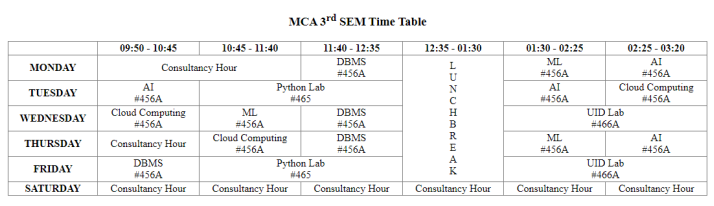 MCA 3rd SEM Time Table
09:50 - 10:45 10:45 - 11:40 11:40 - 12:35 12:35 - 01:30 01:30 - 02:25 02:25 - 03:20
MONDAY Consultancy Hour DBMS #456A ML #456A AI #456A
TUESDAY AI #456A Python Lab #465 AI #456A Cloud Computing #456A
WEDNESDAY Cloud Computing #456A ML #456A DBMS #456A UID Lab #466A
THURSDAY Consultancy Hour Cloud Computing #456A DBMS #456A ML #456A AI #456A
FRIDAY DBMS #456A Python Lab #465 UID Lab #466A
L
U
N
C
H
B
R
E
A
K
SATURDAY Consultancy Hour Consultancy Hour Consultancy Hour Consultancy Hour Consultancy Hour Consultancy Hour